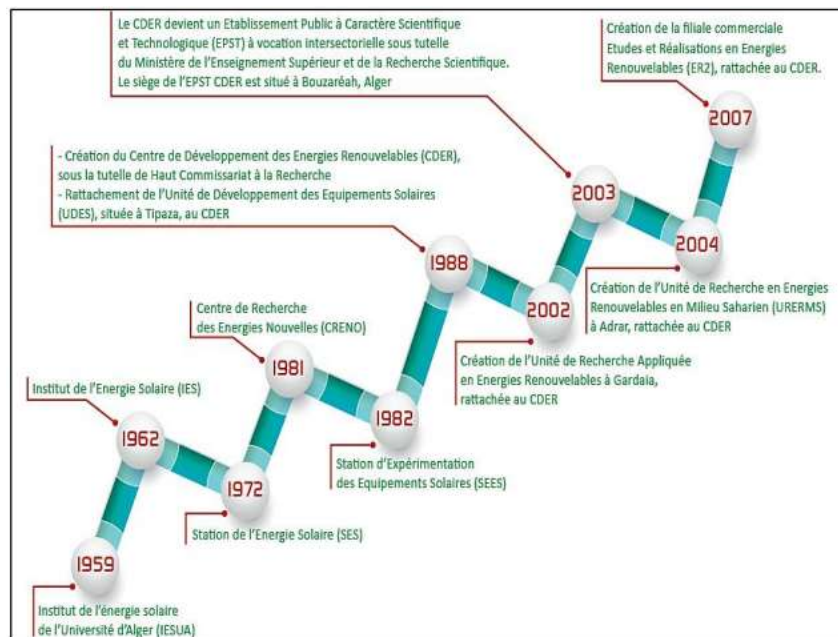 Le CDER devient un Etablissement Public à Caractère Scientifique
et Technologique (EPST) à vocation intersectorielle sous tutelle
du Ministère de l'Enseignement Supérieur et de la Recherche Scientifique.
Le siège de l'EPST CDER est situé à Bouzaréah, Alger
Création de la filiale commerciale
Etudes et Réalisations en Energies
Renouvelables (ER2), rattachée au CDER.
2007
- Création du Centre de Développement des Energies Renouvelables (CDER),
sous la tutelle de Haut Commissariat à la Recherche
- Rattachement de l'Unité de Développement des Equipements Solaires
(UDES), située à Tipaza, au CDER
2003
2004
1988
Création de l'Unité de Recherche en Energies
Renouvelables en Milieu Saharien (URERMS)
à Adrar, rattachée au CDER
2002
Centre de Recherche
des Energies Nouvelles (CRENO)
1981
Création de l'Unité de Recherche Appliquée
en Energies Renouvelables à Gardaia,
rattachée au CDER
Institut de l'Energie Solaire (IES)
1962
1982
Station d'Expérimentation
des Equipements Solaires (SEES)
1972
Station de l'Energie Solaire (SES)
1959
Institut de l'énergie solaire
de l'Université d'Alger (IESUA)